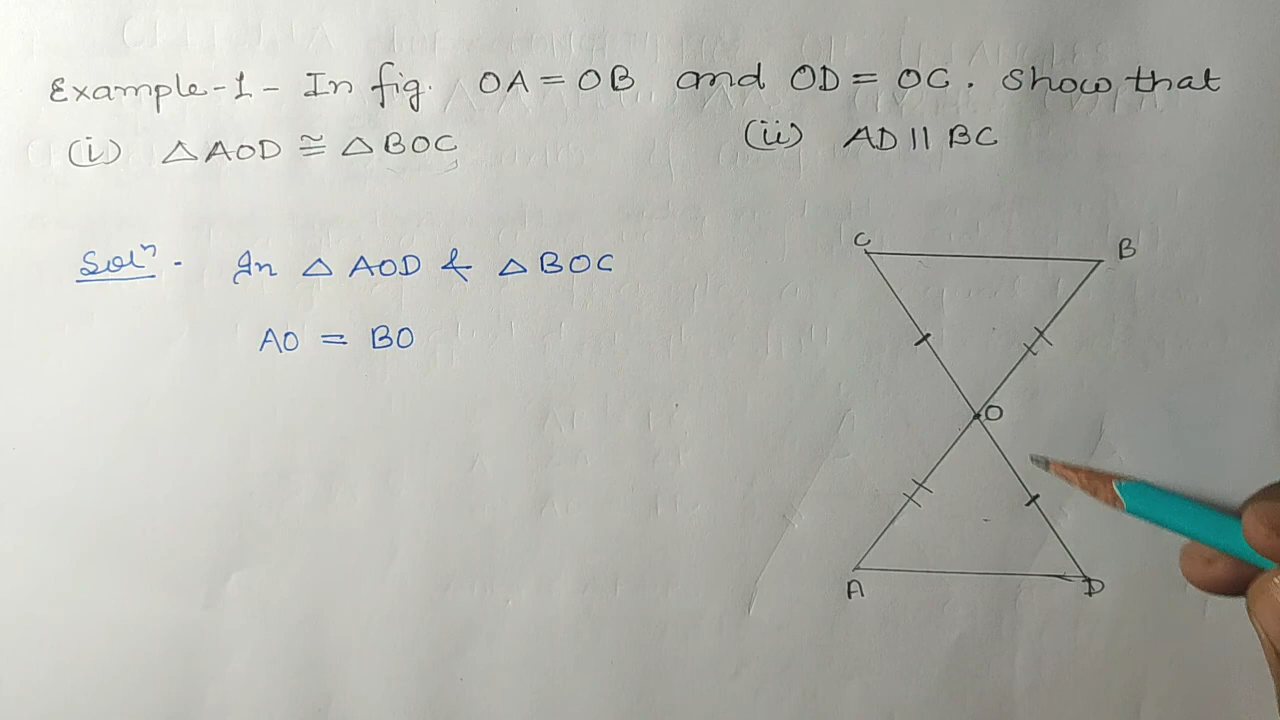 Example-1- In fig. OA = OB and OD = OC. Show that
(i) △AOD ≅ △BOC (ii) AD || BC
Solⁿ. In △ AOD & △ BOC
AO = BO
C
B
O
A
D